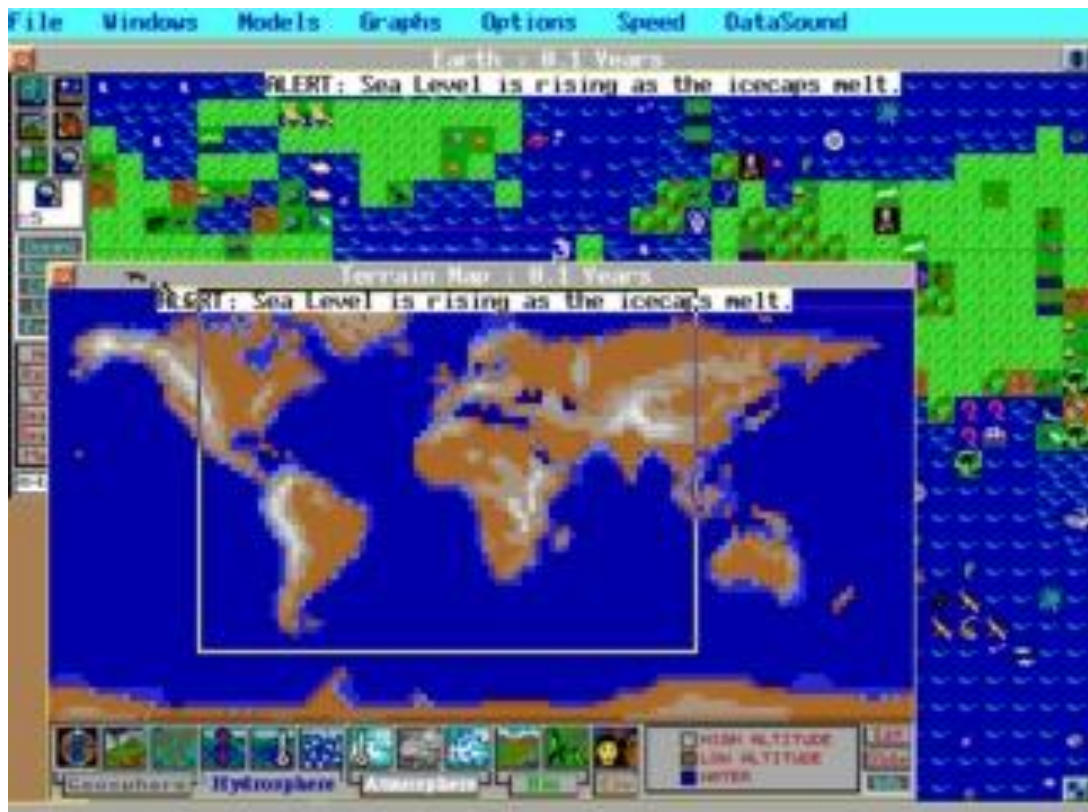 File Windows Models Graphs Options Speed DataSound
Earth : 0.1 Years
ALERT: Sea Level is rising as the icecaps melt.
Terrain Map : 0.1 Years
ALERT: Sea Level is rising as the icecaps melt.
HIGH ALTITUDE
LOW ALTITUDE
WATER
Geosphere Hydrosphere Atmosphere